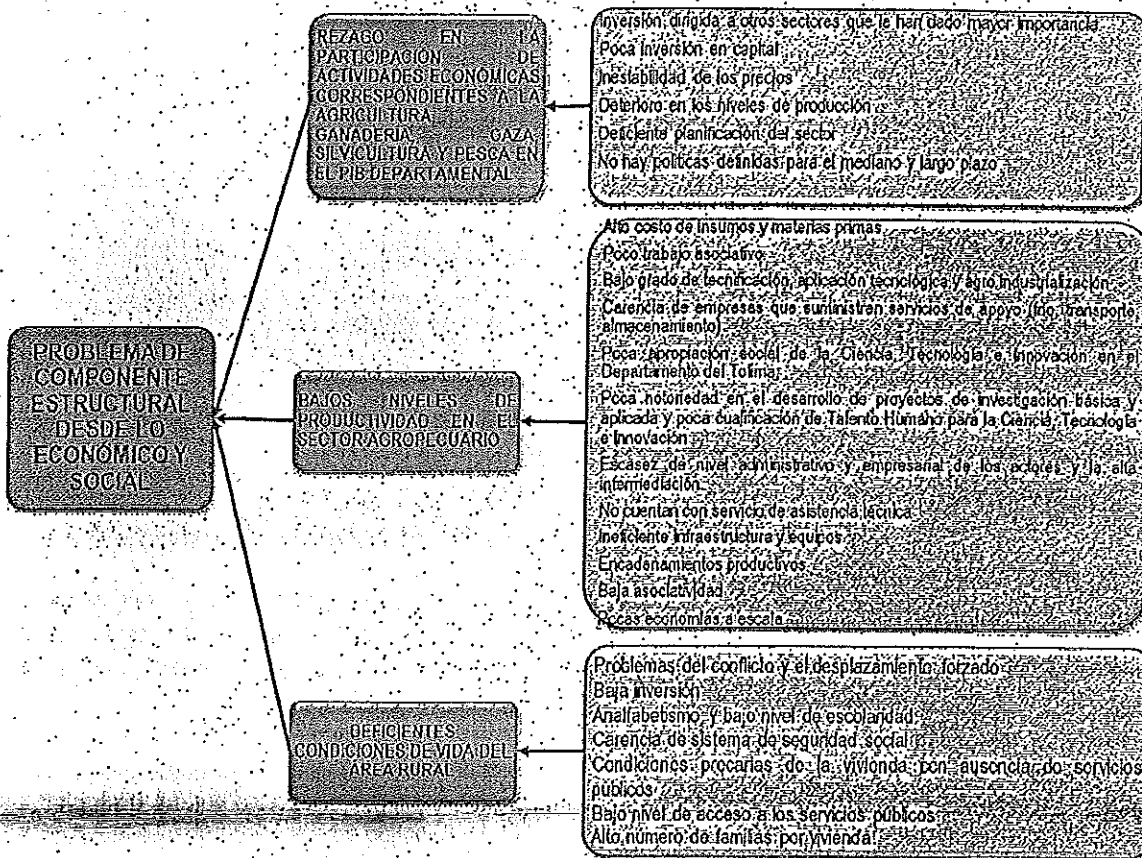 REZAGO EN LA
PARTICIPACIÓN DE
ACTIVIDADES ECONÓMICAS
CORRESPONDIENTES A LA
AGRICULTURA
GANADERÍA CAZA
SILVICULTURA Y PESCA EN
EL PIB DEPARTAMENTAL
Inversión dirigida a otros sectores que le han dado mayor importancia
Poca inversión en capital
Inestabilidad de los precios
Deterioro en los niveles de producción
Deficiente planificación del sector
No hay políticas definidas para el mediano y largo plazo
PROBLEMA DE
COMPONENTE
ESTRUCTURAL
DESDE LO
ECONÓMICO Y
SOCIAL
BAJOS NIVELES DE
PRODUCTIVIDAD EN EL
SECTOR AGROPECUARIO
Alto costo de insumos y materias primas
Poco trabajo asociativo
Bajo grado de tecnificación, aplicación tecnológica y agro industrialización
Carencia de empresas que suministren servicios de apoyo (Ing, transporte,
almacenamiento)
Poca apropiación social de la Ciencia, Tecnología e Innovación en el
Departamento del Tolima
Poca notoriedad en el desarrollo de proyectos de investigación básica y
aplicada y poca cualificación de Talento Humano para la Ciencia, Tecnología
e Innovación
Escasez de nivel administrativo y empresarial de los actores y la alta
intermediación
No cuentan con servicio de asistencia técnica
Ineficiente infraestructura y equipos
Encadenamientos productivos
Baja asociatividad
Pocas economías a escala
DEFICIENTES
CONDICIONES DE VIDA DEL
ÁREA RURAL
Problemas del conflicto y el desplazamiento forzado
Baja inversión
Analfabetismo y bajo nivel de escolaridad
Carencia de sistema de seguridad social
Condiciones precarias de la vivienda con ausencia de servicios
públicos
Bajo nivel de acceso a los servicios públicos
Alto número de familias por vivienda